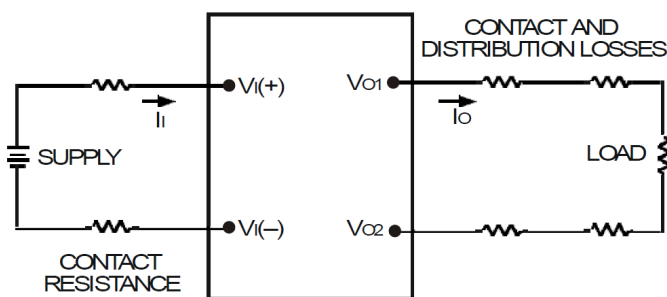 CONTACT AND
DISTRIBUTION LOSSES
VI(+)
VO1
II
IO
SUPPLY
LOAD
VI(–)
VO2
CONTACT
RESISTANCE